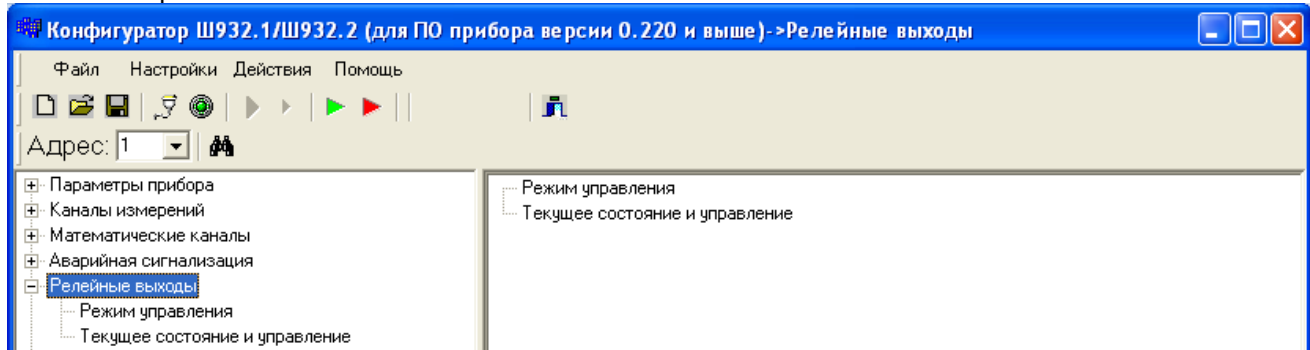 Конфигуратор Ш932.1/Ш932.2 (для ПО прибора версии 0.220 и выше)->Релейные выходы
Файл Настройки Действия Помощь
Адрес: 1
Параметры прибора
Каналы измерений
Математические каналы
Аварийная сигнализация
Релейные выходы
Режим управления
Текущее состояние и управление
Режим управления
Текущее состояние и управление